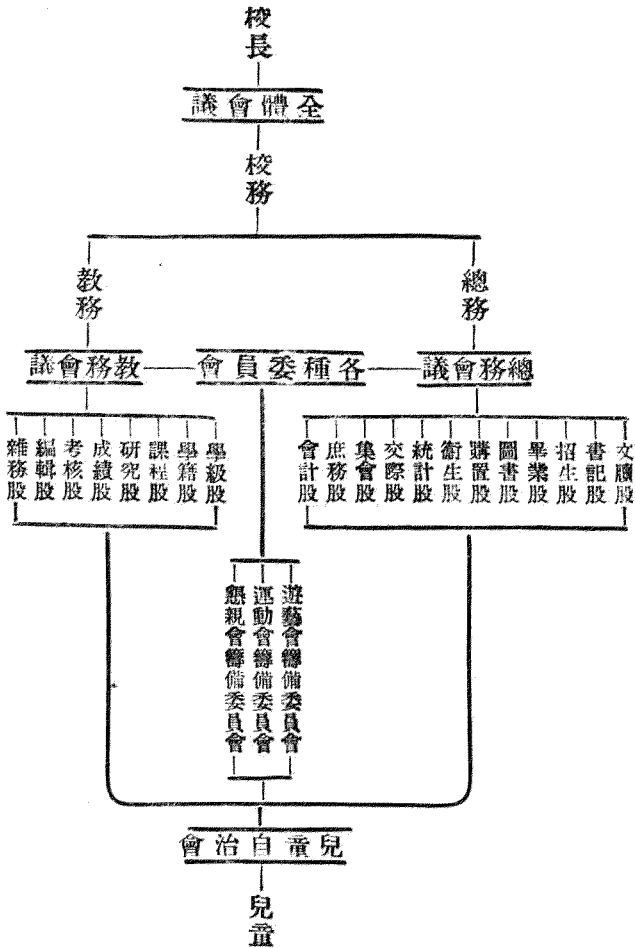 校長
全體會議
校務
總務
教務
總務會議
各種委員會
教務會議
文牘股
書記股
招生股
畢業股
圖書股
購置股
衞生股
統計股
交際股
集會股
庶務股
會計股
學級股
學籍股
課程股
研究股
成績股
考核股
編輯股
雜務股
遊藝會籌備委員會
運動會籌備委員會
懇親會籌備委員會
兒童自治會
兒童